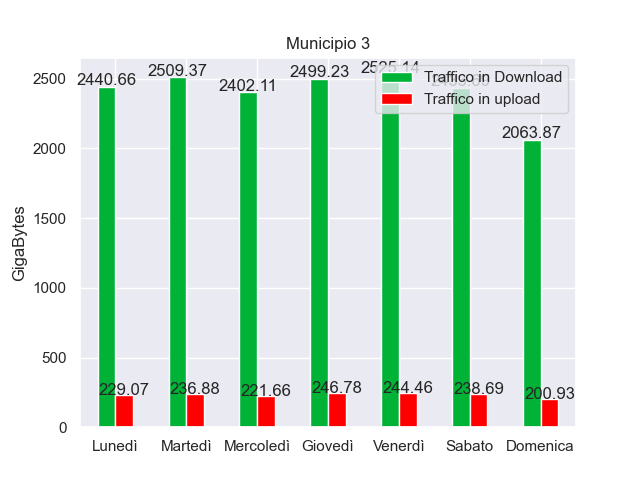 Municipio 3
GigaBytes
2500
2000
1500
1000
500
0
2440.66
2509.37
2402.11
2499.23
2525.14
2063.87
Traffico in Download
Traffico in upload
229.07
236.88
221.66
246.78
244.46
238.69
200.93
Lunedì
Martedì
Mercoledì
Giovedì
Venerdì
Sabato
Domenica